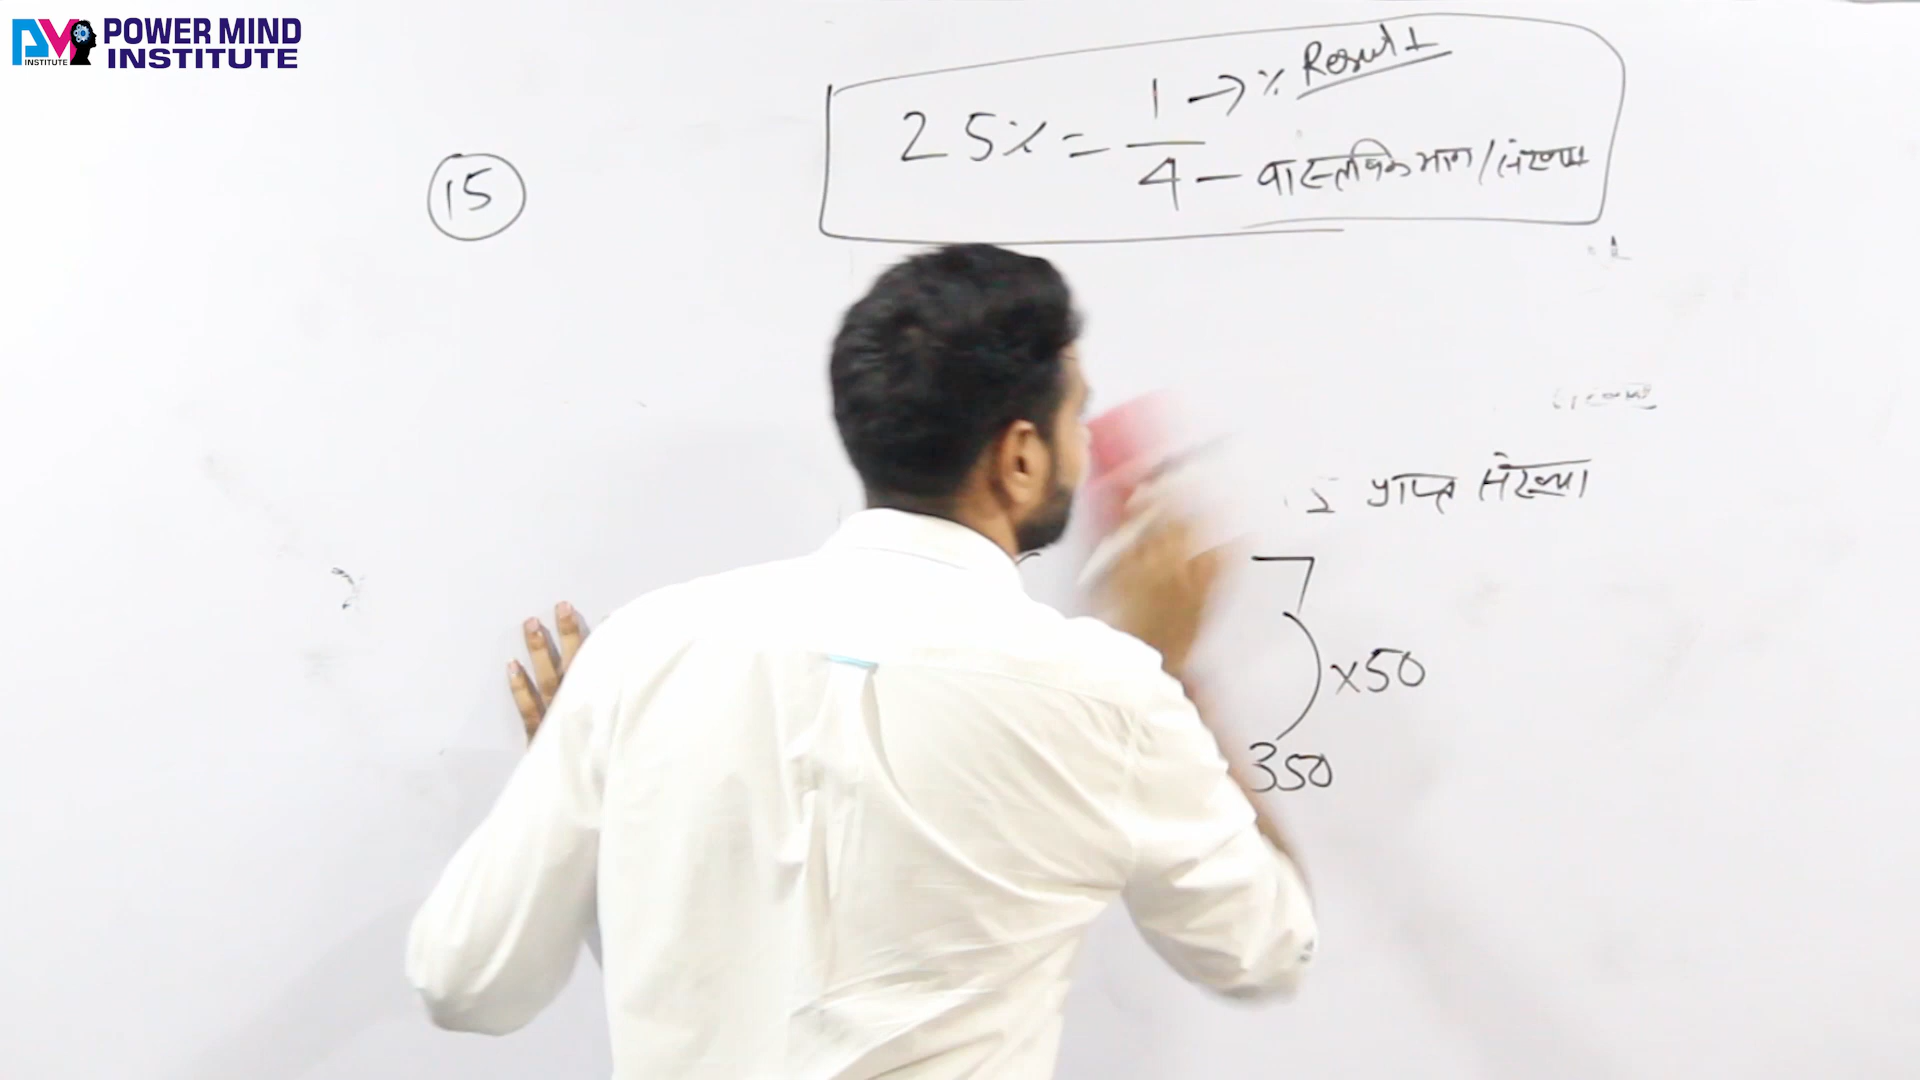 POWER MIND
INSTITUTE
INSTITUTE
25% = 1/4 → % Result
- वास्तविक मान / संख्या
15
प्राप्त संख्या
7
×50
350